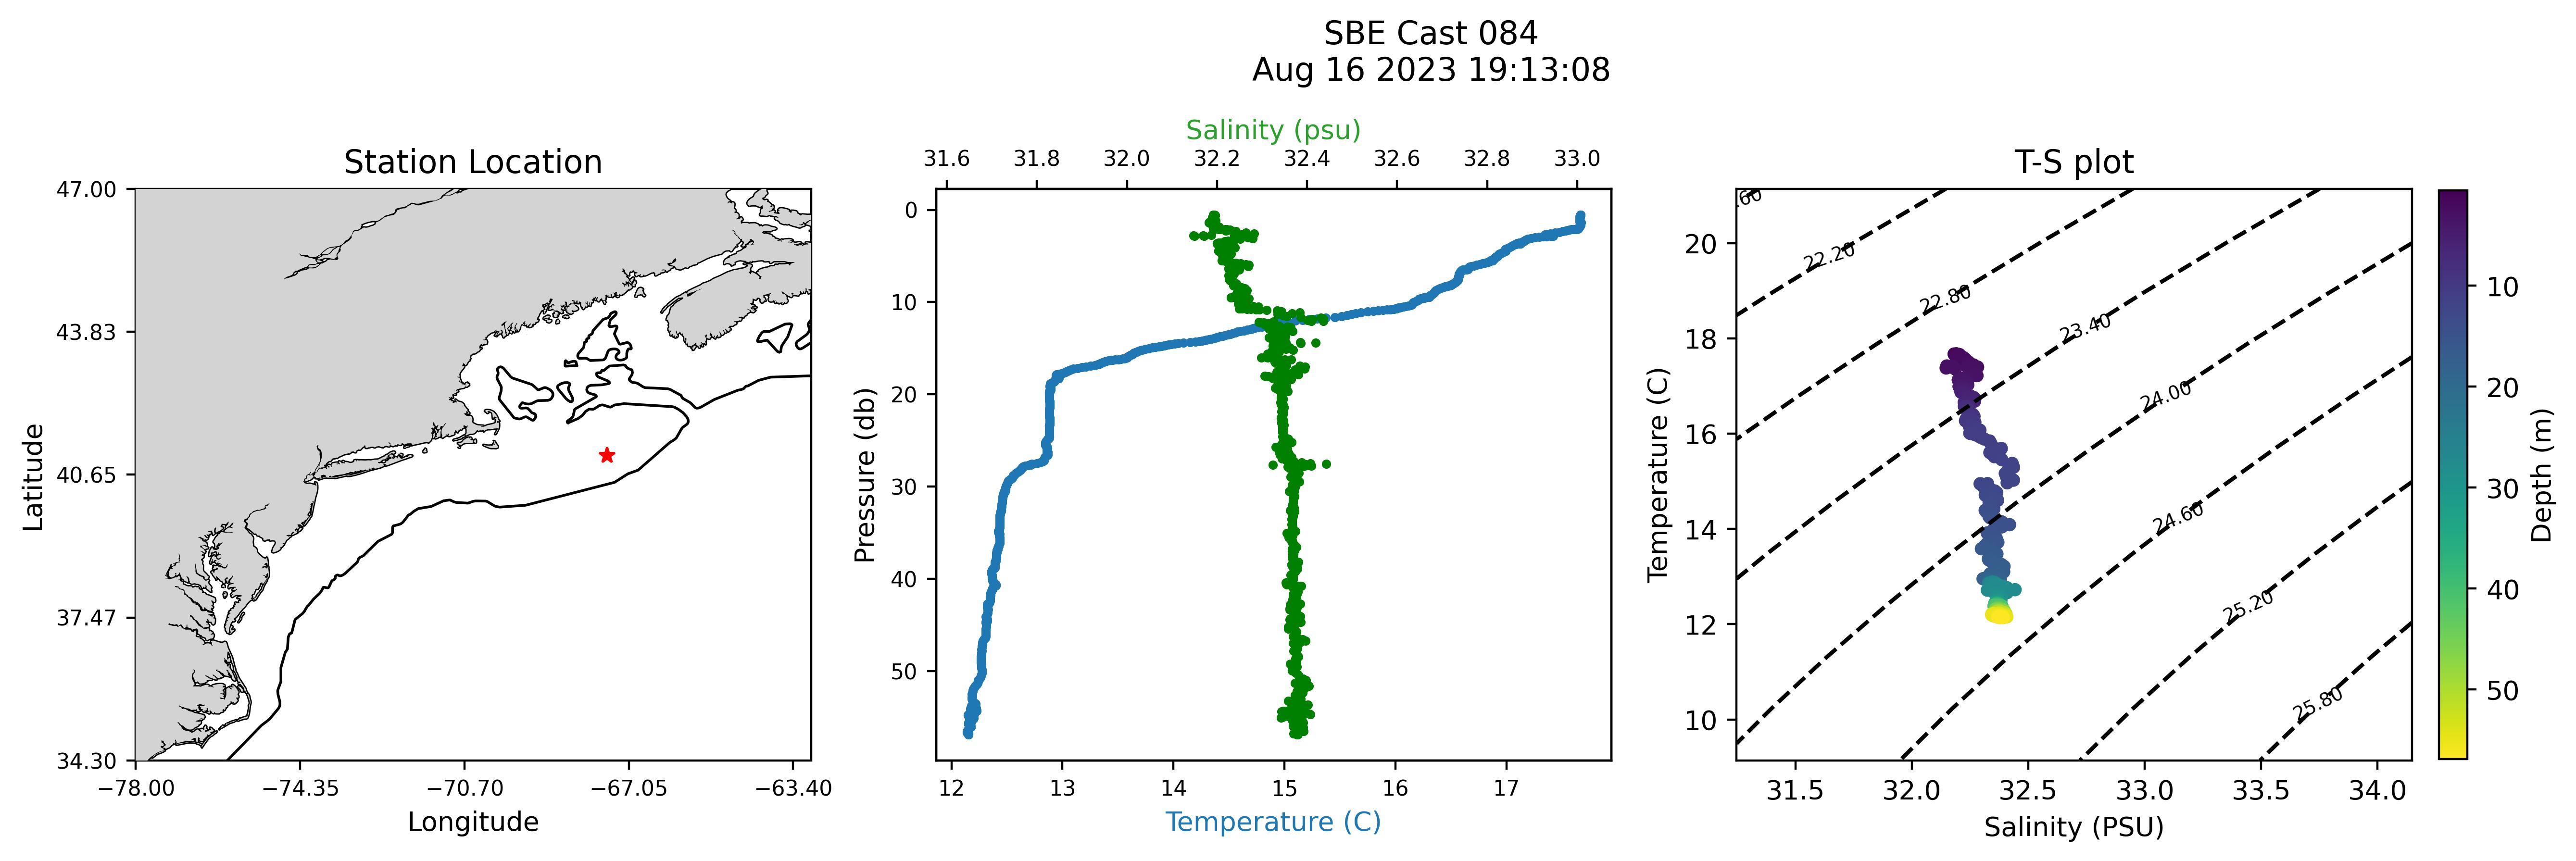 SBE Cast 084
Aug 16 2023 19:13:08
Station Location
47.00
43.83
40.65
37.47
34.30
−78.00 −74.35 −70.70 −67.05 −63.40
Latitude
Longitude
Salinity (psu)
31.6 31.8 32.0 32.2 32.4 32.6 32.8 33.0
0
10
20
30
40
50
Pressure (db)
12 13 14 15 16 17
Temperature (C)
T-S plot
20
18
16
14
12
10
Temperature (C)
.60
22.20
22.80
23.40
24.00
24.60
25.20
25.80
31.5 32.0 32.5 33.0 33.5 34.0
Salinity (PSU)
10
20
30
40
50
Depth (m)